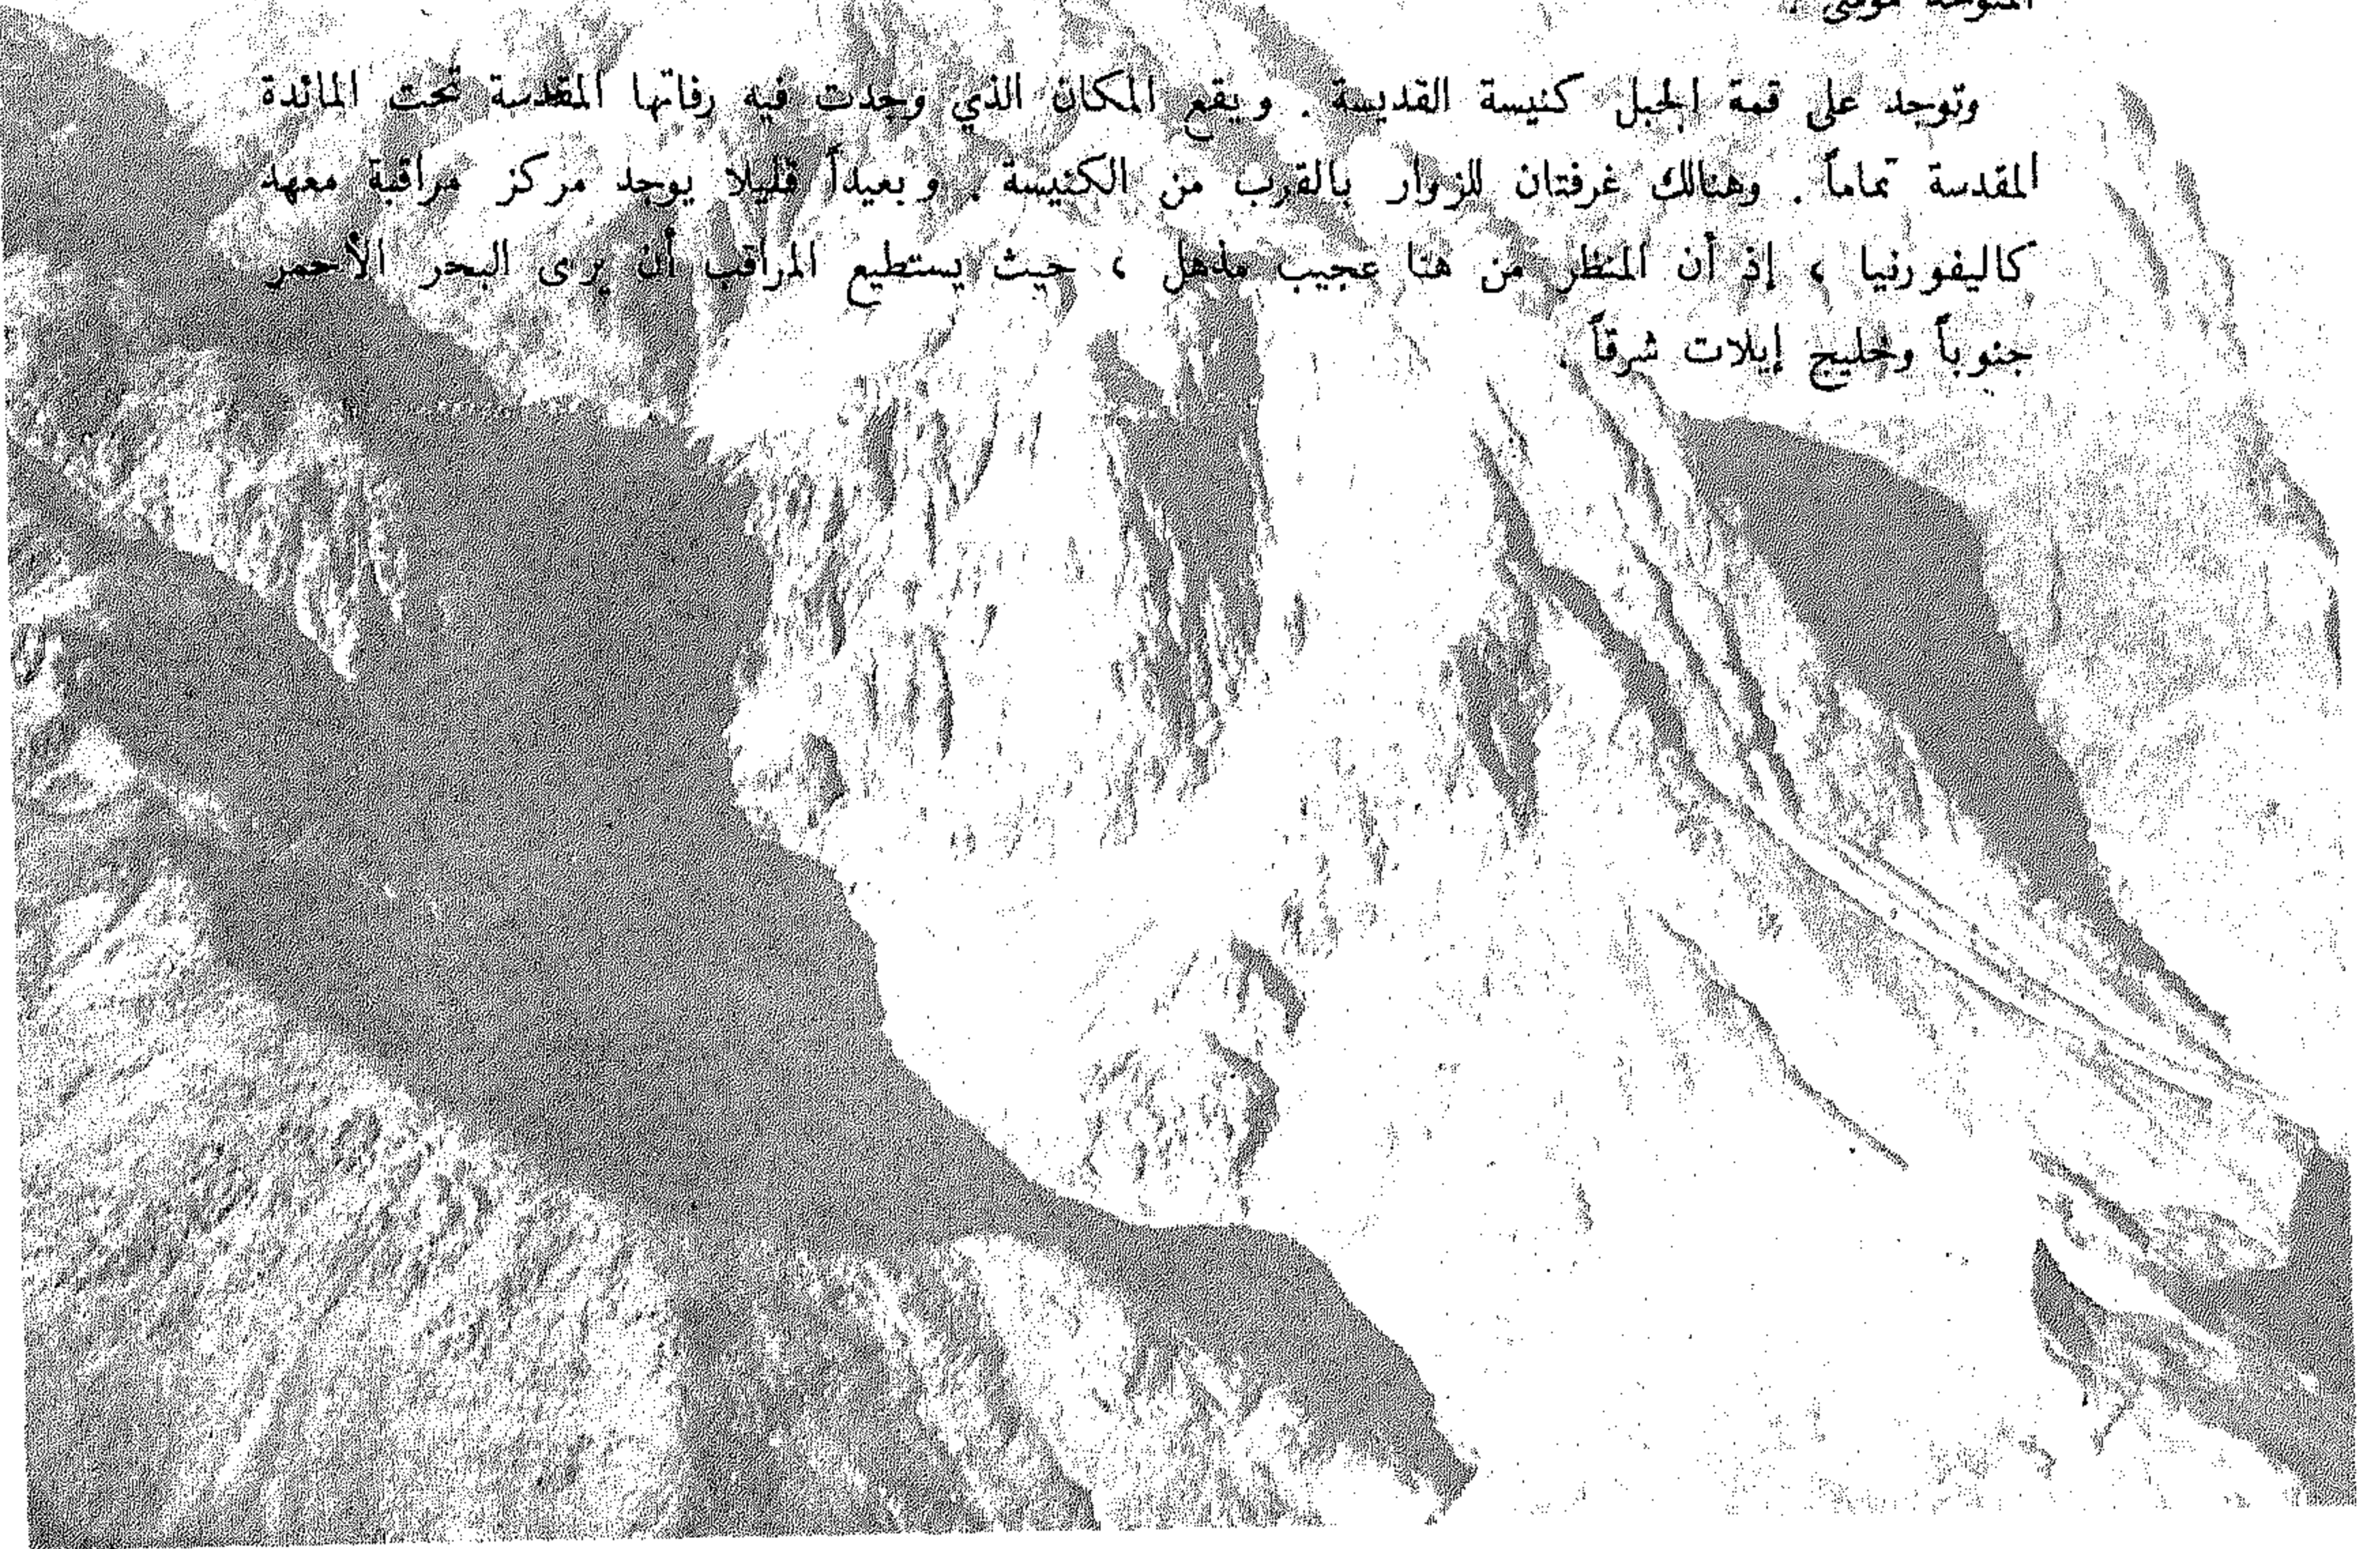 وتوجد على قمة الجبل كنيسة القديسة . ويقع المكان الذي وجدت فيه رفاتها المقدسة تحت المائدة
المقدسة تماماً . وهنالك غرفتان للزوار بالقرب من الكنيسة . وبعيداً قليلا يوجد مركز مراقبة معهد
كاليفورنيا ، إذ أن المنظر من هنا عجيب مذهل ، حيث يستطيع المراقب أن يرى البحر الأحمر
جنوباً وخليج إيلات شرقاً .